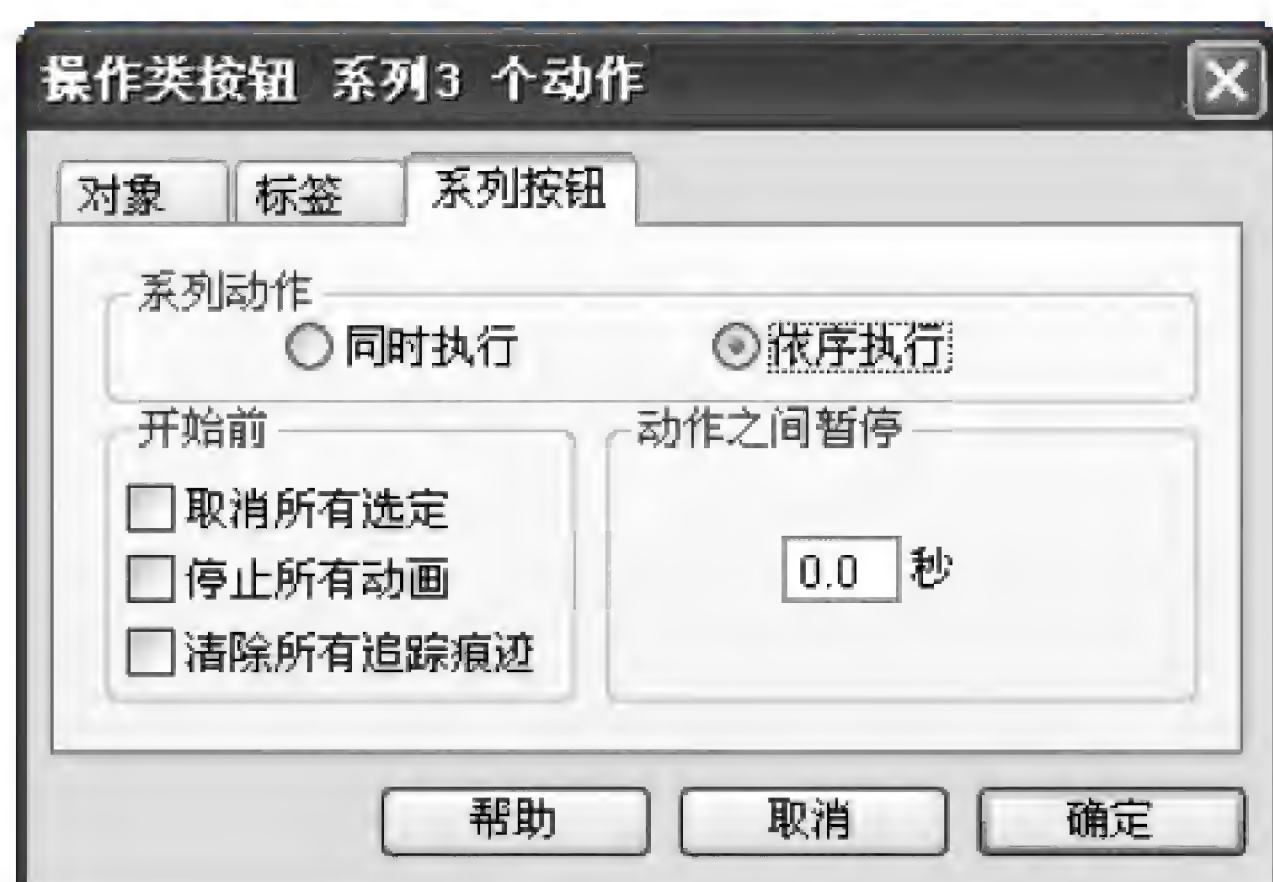 操作类按钮 系列3 个动作
对象 标签 系列按钮
系列动作
同时执行 依序执行
开始前 动作之间暂停
取消所有选定
停止所有动画
0.0 秒
清除所有追踪痕迹
帮助 取消 确定